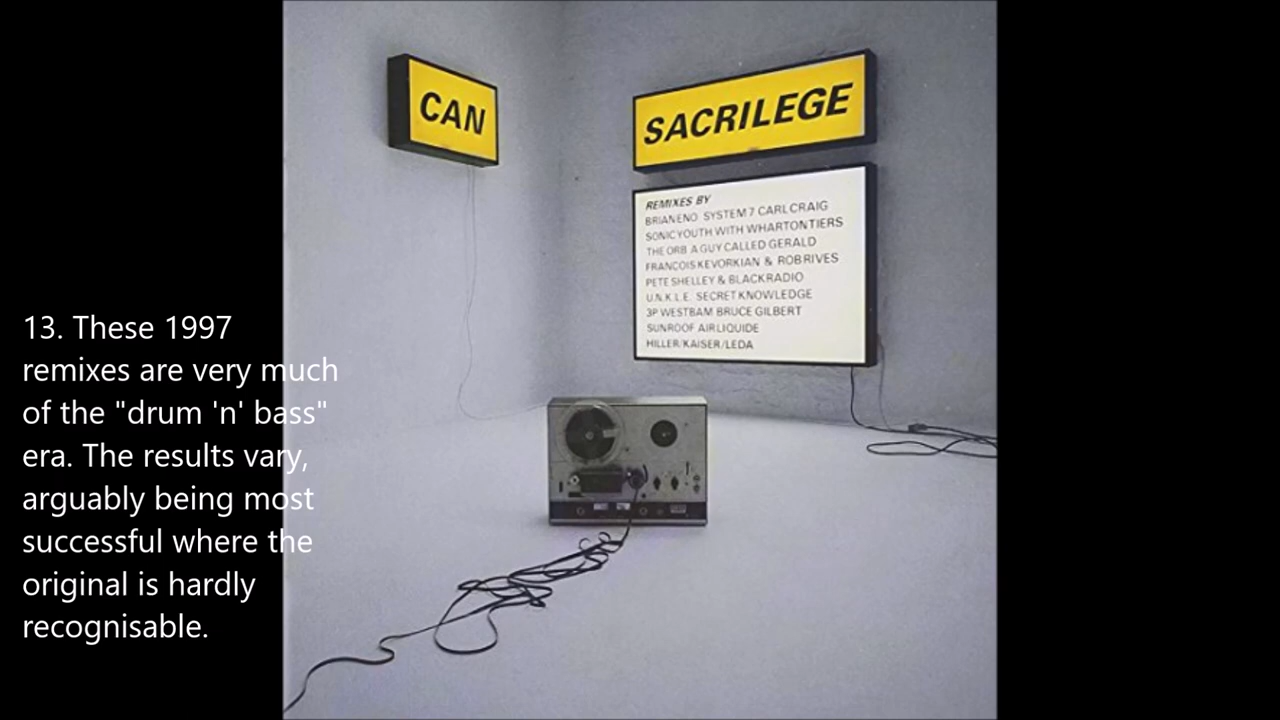 CAN
SACRILEGE
REMIXES BY
BRIAN ENO SYSTEM 7 CARL CRAIG
SONIC YOUTH WITH WHARTON TIERS
THE ORB A GUY CALLED GERALD
FRANCOIS KEVORKIAN & ROB RIVES
PETE SHELLEY & BLACK RADIO
U.N.K.L.E. SECRET KNOWLEDGE
3P WESTBAM BRUCE GILBERT
SUNROOF AIR LIQUIDE
HILLER/KAISER/LEDA
13. These 1997
remixes are very much
of the "drum 'n' bass"
era. The results vary,
arguably being most
successful where the
original is hardly
recognisable.